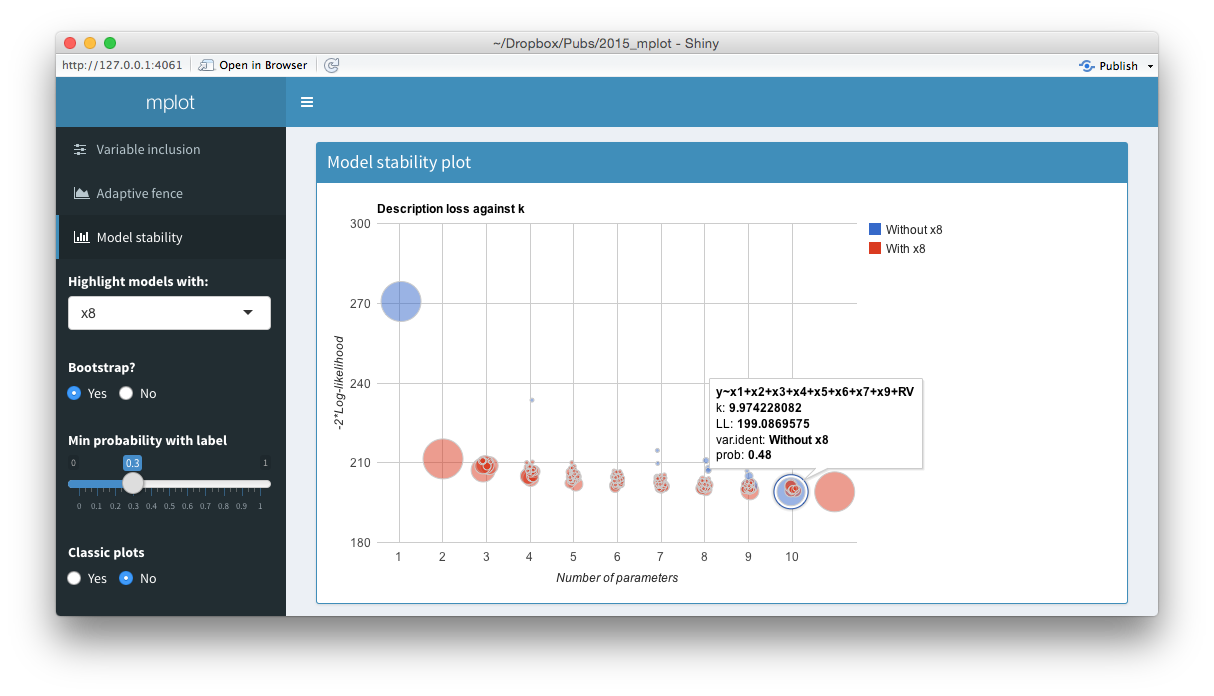 ~/Dropbox/Pubs/2015_mplot - Shiny
http://127.0.0.1:4061 Open in Browser Publish
mplot
Variable inclusion
Adaptive fence
Model stability
Highlight models with:
x8
Bootstrap?
Yes No
Min probability with label
0 0.3 1
0 0.1 0.2 0.3 0.4 0.5 0.6 0.7 0.8 0.9 1
Classic plots
Yes No
Model stability plot
Description loss against k
300
270
240
210
180
-2*Log-likelihood
1 2 3 4 5 6 7 8 9 10
Number of parameters
Without x8
With x8
y~x1+x2+x3+x4+x5+x6+x7+x9+RV
k: 9.974228082
LL: 199.0869575
var.ident: Without x8
prob: 0.48